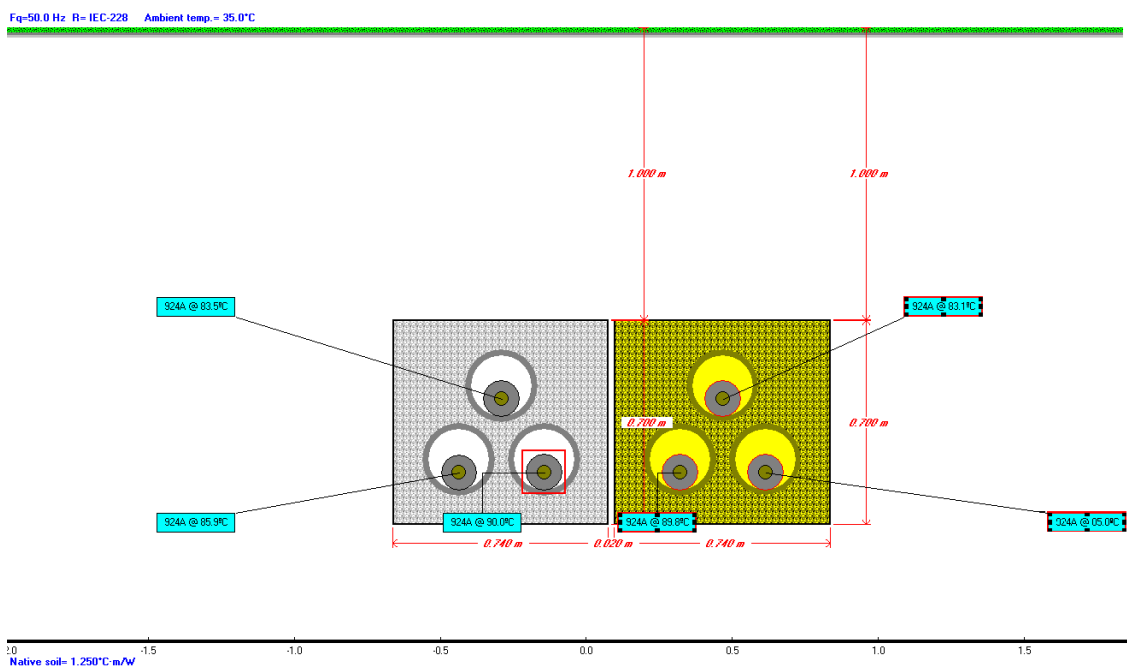 Fq=50.0 Hz R= IEC-228 Ambient temp.= 35.0°C
1.000 m
1.000 m
924A @ 83.5ºC
924A @ 83.1ºC
0.700 m
0.700 m
924A @ 85.9ºC
924A @ 90.0ºC
924A @ 89.8ºC
924A @ 05.0ºC
0.740 m
0.020 m
0.740 m
2.0 -1.5 -1.0 -0.5 0.0 0.5 1.0 1.5
Native soil= 1.250°C·m/W